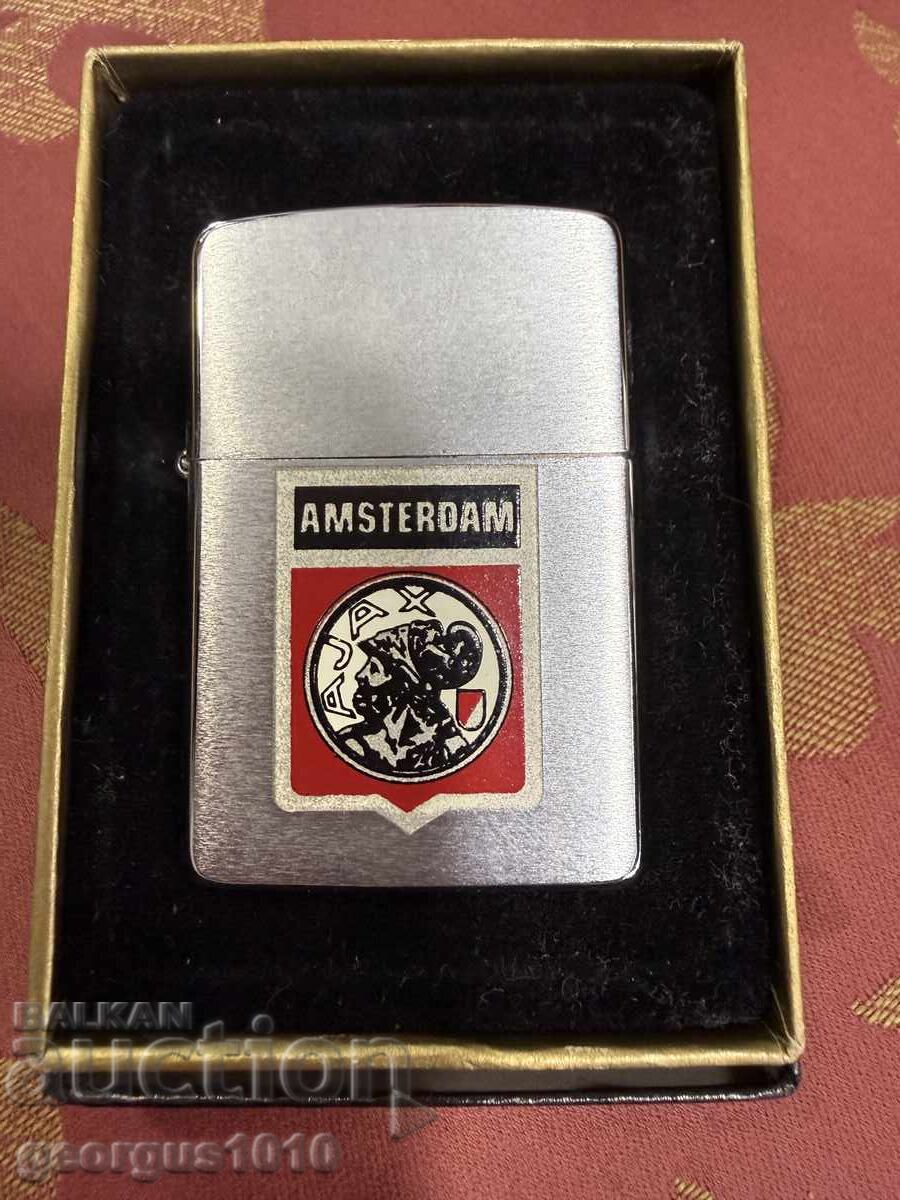 AMSTERDAM
AJAX
BALKAN
auction
georgus1010